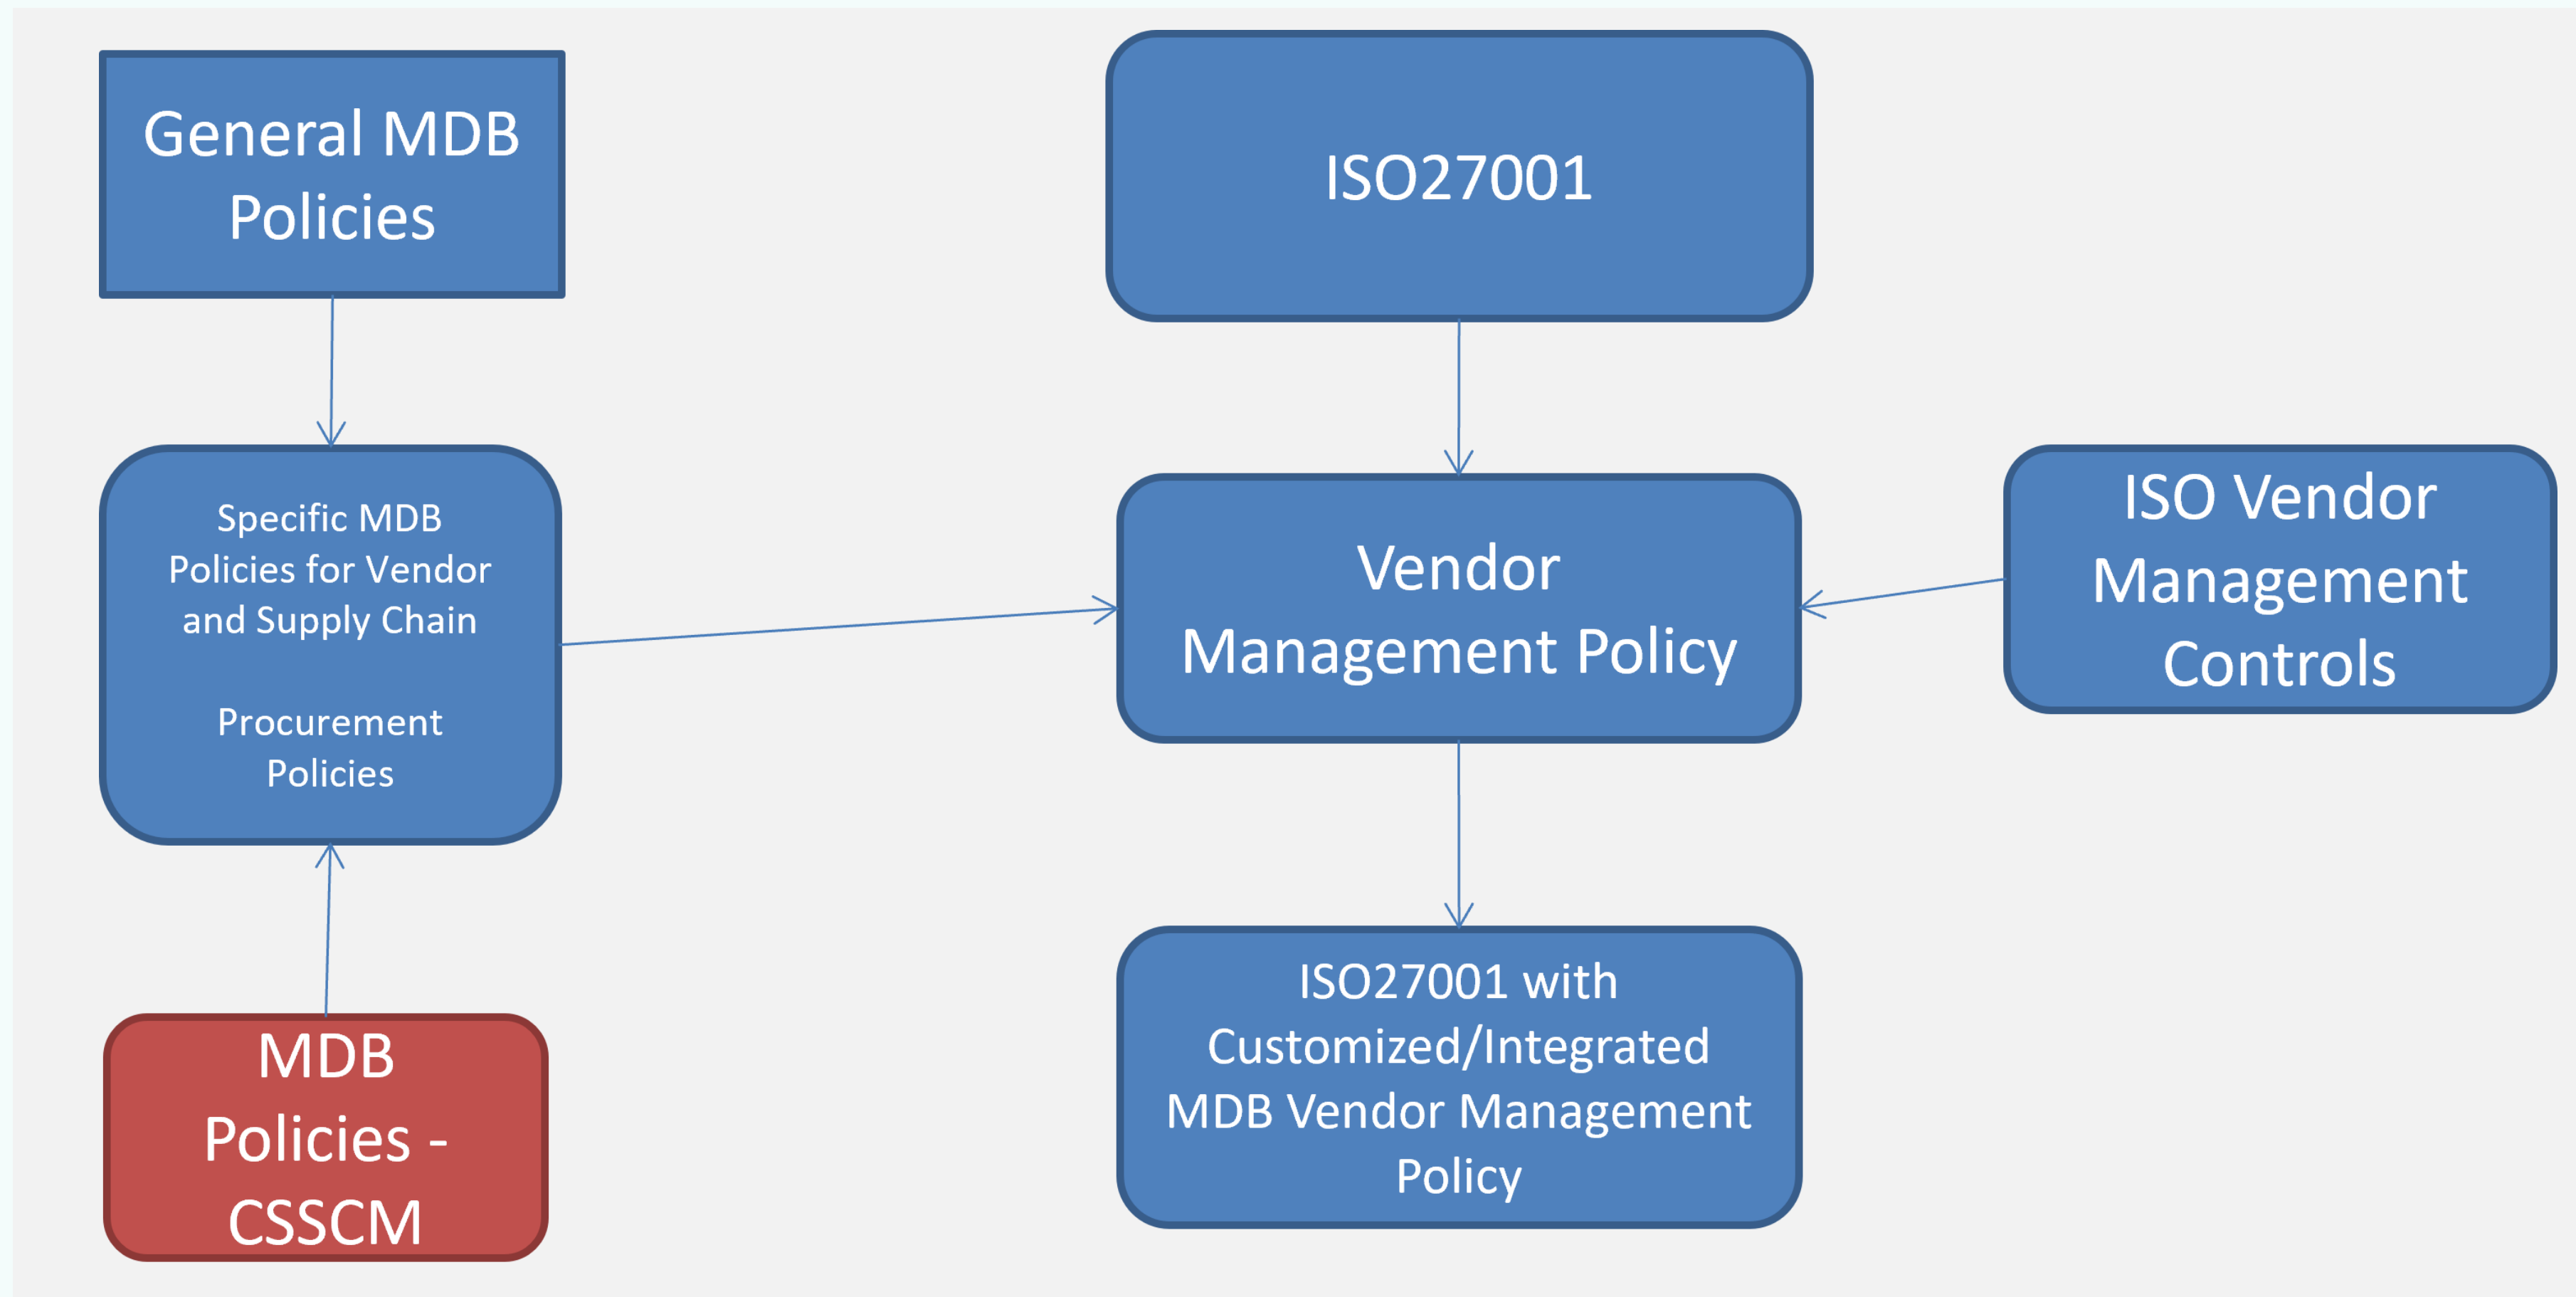 General MDB
Policies
ISO27001
Specific MDB
Policies for Vendor
and Supply Chain
Procurement
Policies
Vendor
Management Policy
ISO Vendor
Management
Controls
MDB
Policies -
CSSCM
ISO27001 with
Customized/Integrated
MDB Vendor Management
Policy